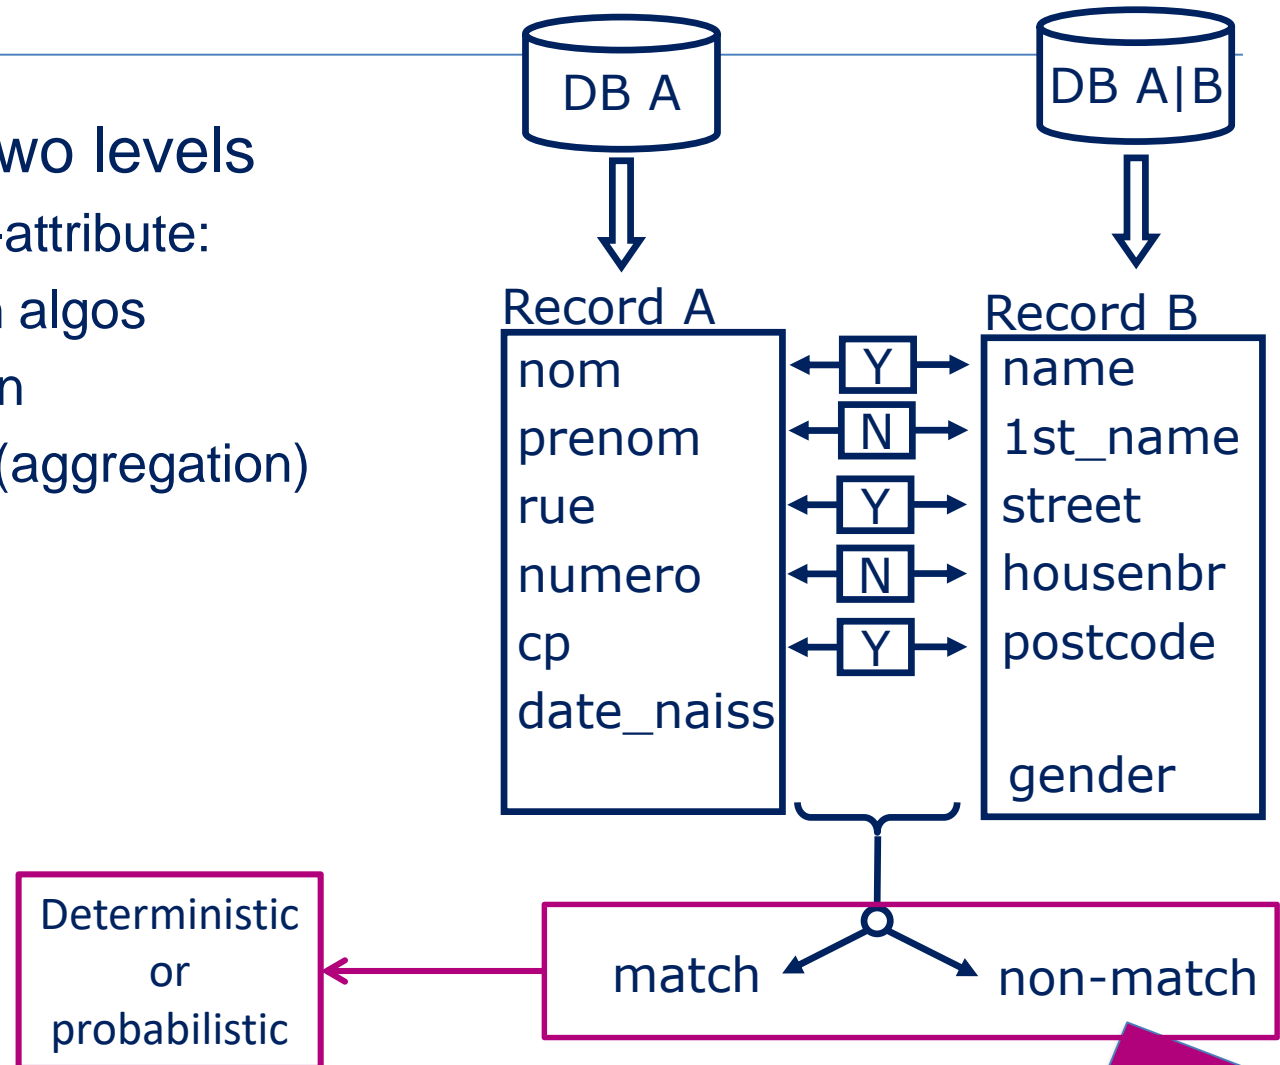 DB A
DB A|B
wo levels
-attribute:
algos
n
(aggregation)
Record A
nom
prenom
rue
numero
cp
date_naiss
Y
N
Y
N
Y
Record B
name
1st_name
street
housenbr
postcode
gender
match
non-match
Deterministic
or
probabilistic